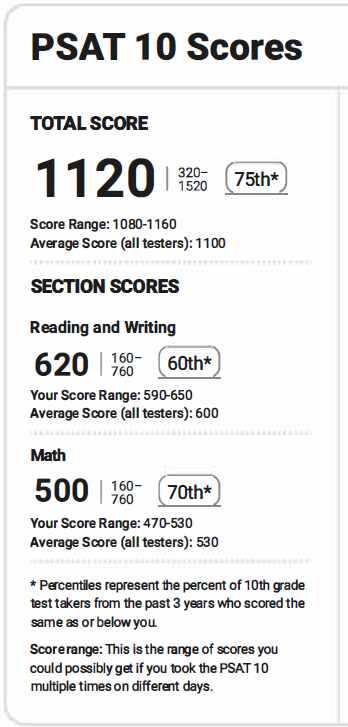 PSAT 10 Scores
TOTAL SCORE
1120 | 320–
1520
75th*
Score Range: 1080-1160
Average Score (all testers): 1100
SECTION SCORES
Reading and Writing
620 | 160–
760
60th*
Your Score Range: 590-650
Average Score (all testers): 600
Math
500 | 160–
760
70th*
Your Score Range: 470-530
Average Score (all testers): 530
* Percentiles represent the percent of 10th grade
test takers from the past 3 years who scored the
same as or below you.
Score range: This is the range of scores you
could possibly get if you took the PSAT 10
multiple times on different days.